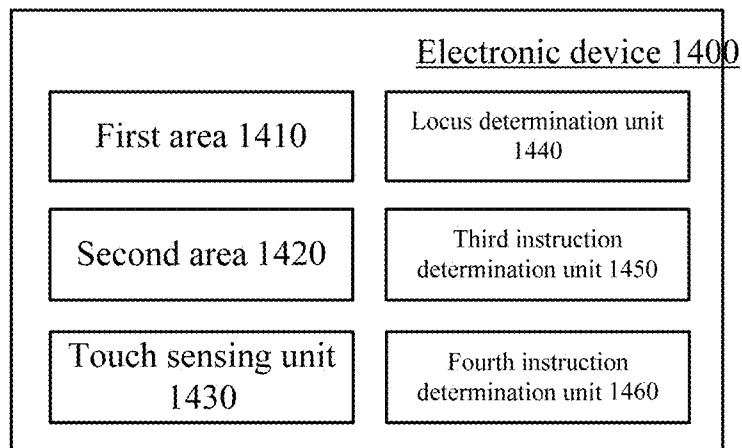 Electronic device 1400
First area 1410
Locus determination unit
1440
Second area 1420
Third instruction
determination unit 1450
Touch sensing unit
1430
Fourth instruction
determination unit 1460